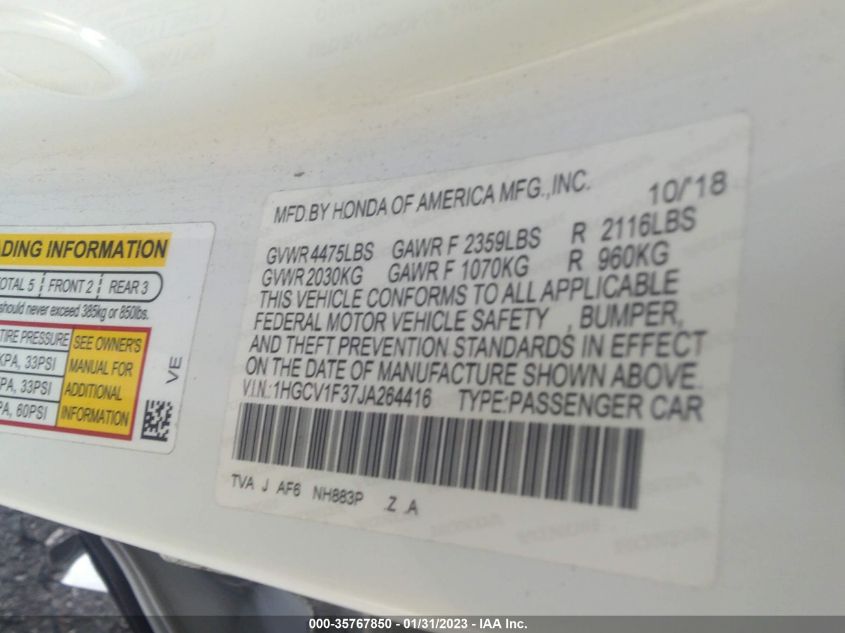 MFD.BY HONDA OF AMERICA MFG.,INC. 10/'18
GVWR 4475LBS GAWR F 2359LBS R 2116LBS
GVWR 2030KG GAWR F 1070KG R 960KG
THIS VEHICLE CONFORMS TO ALL APPLICABLE
FEDERAL MOTOR VEHICLE SAFETY , BUMPER,
AND THEFT PREVENTION STANDARDS IN EFFECT
ON THE DATE OF MANUFACTURE SHOWN ABOVE.
V.I.N.:1HGCV1F37JA264416 TYPE:PASSENGER CAR
TVA J AF6 NH883P .Z .A
ADING INFORMATION
OTAL 5 FRONT 2 REAR 3
should never exceed 385kg or 850lbs.
TIRE PRESSURE
KPA, 33PSI
PA, 33PSI
PA, 60PSI
SEE OWNER'S
MANUAL FOR
ADDITIONAL
INFORMATION
VE
000-35767850 - 01/31/2023 - IAA Inc.